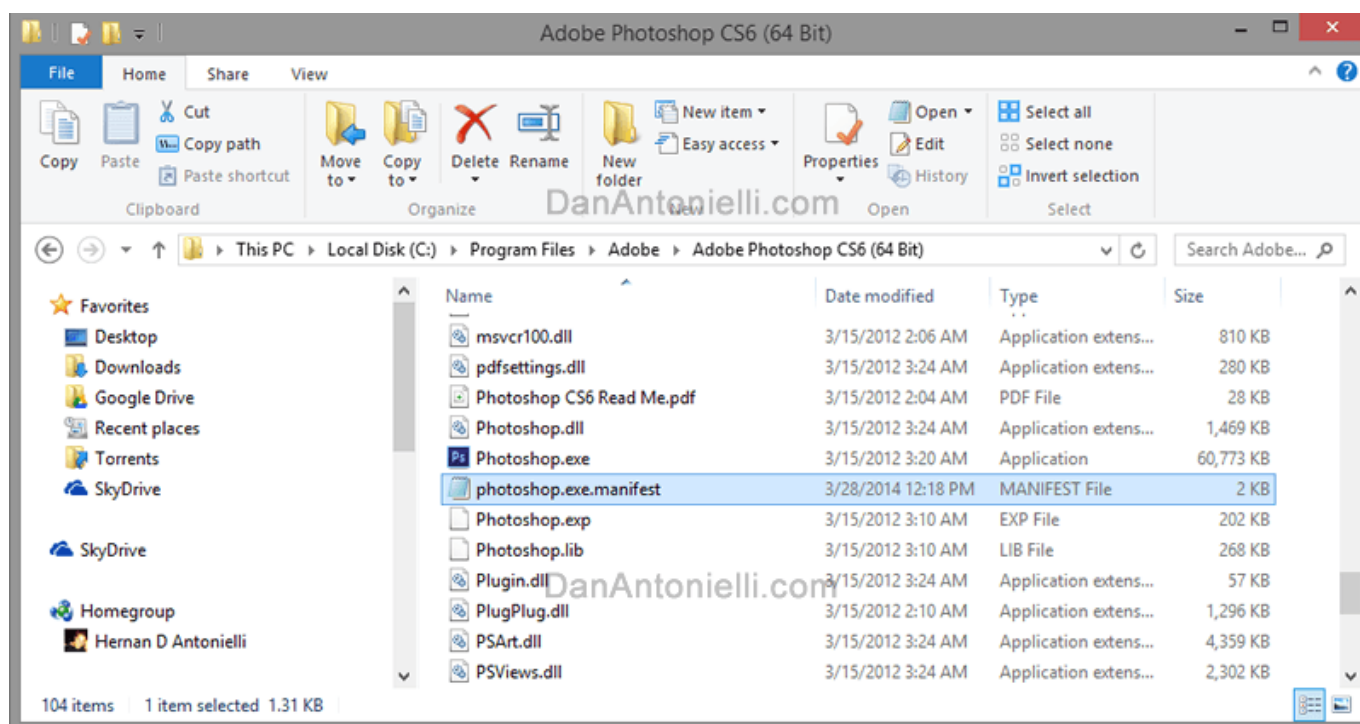 Adobe Photoshop CS6 (64 Bit)
File Home Share View
Copy
Paste
Cut
Copy path
Paste shortcut
Clipboard
Move to
Copy to
Delete
Rename
Organize
New folder
New item
Easy access
New
Properties
Open
Edit
History
Open
Select all
Select none
Invert selection
Select
DanAntonielli.com
This PC Local Disk (C:) Program Files Adobe Adobe Photoshop CS6 (64 Bit)
Search Adobe...
Favorites
Desktop
Downloads
Google Drive
Recent places
Torrents
SkyDrive
SkyDrive
Homegroup
Hernan D Antonielli
Name Date modified Type Size
msvcr100.dll 3/15/2012 2:06 AM Application extens... 810 KB
pdfsettings.dll 3/15/2012 3:24 AM Application extens... 280 KB
Photoshop CS6 Read Me.pdf 3/15/2012 2:04 AM PDF File 28 KB
Photoshop.dll 3/15/2012 3:24 AM Application extens... 1,469 KB
Ps Photoshop.exe 3/15/2012 3:20 AM Application 60,773 KB
photoshop.exe.manifest 3/28/2014 12:18 PM MANIFEST File 2 KB
Photoshop.exp 3/15/2012 3:10 AM EXP File 202 KB
Photoshop.lib 3/15/2012 3:10 AM LIB File 268 KB
Plugin.dll 3/15/2012 3:24 AM Application extens... 57 KB
DanAntonielli.com
PlugPlug.dll 3/15/2012 2:10 AM Application extens... 1,296 KB
PSArt.dll 3/15/2012 3:24 AM Application extens... 4,359 KB
PSViews.dll 3/15/2012 3:24 AM Application extens... 2,302 KB
104 items 1 item selected 1.31 KB